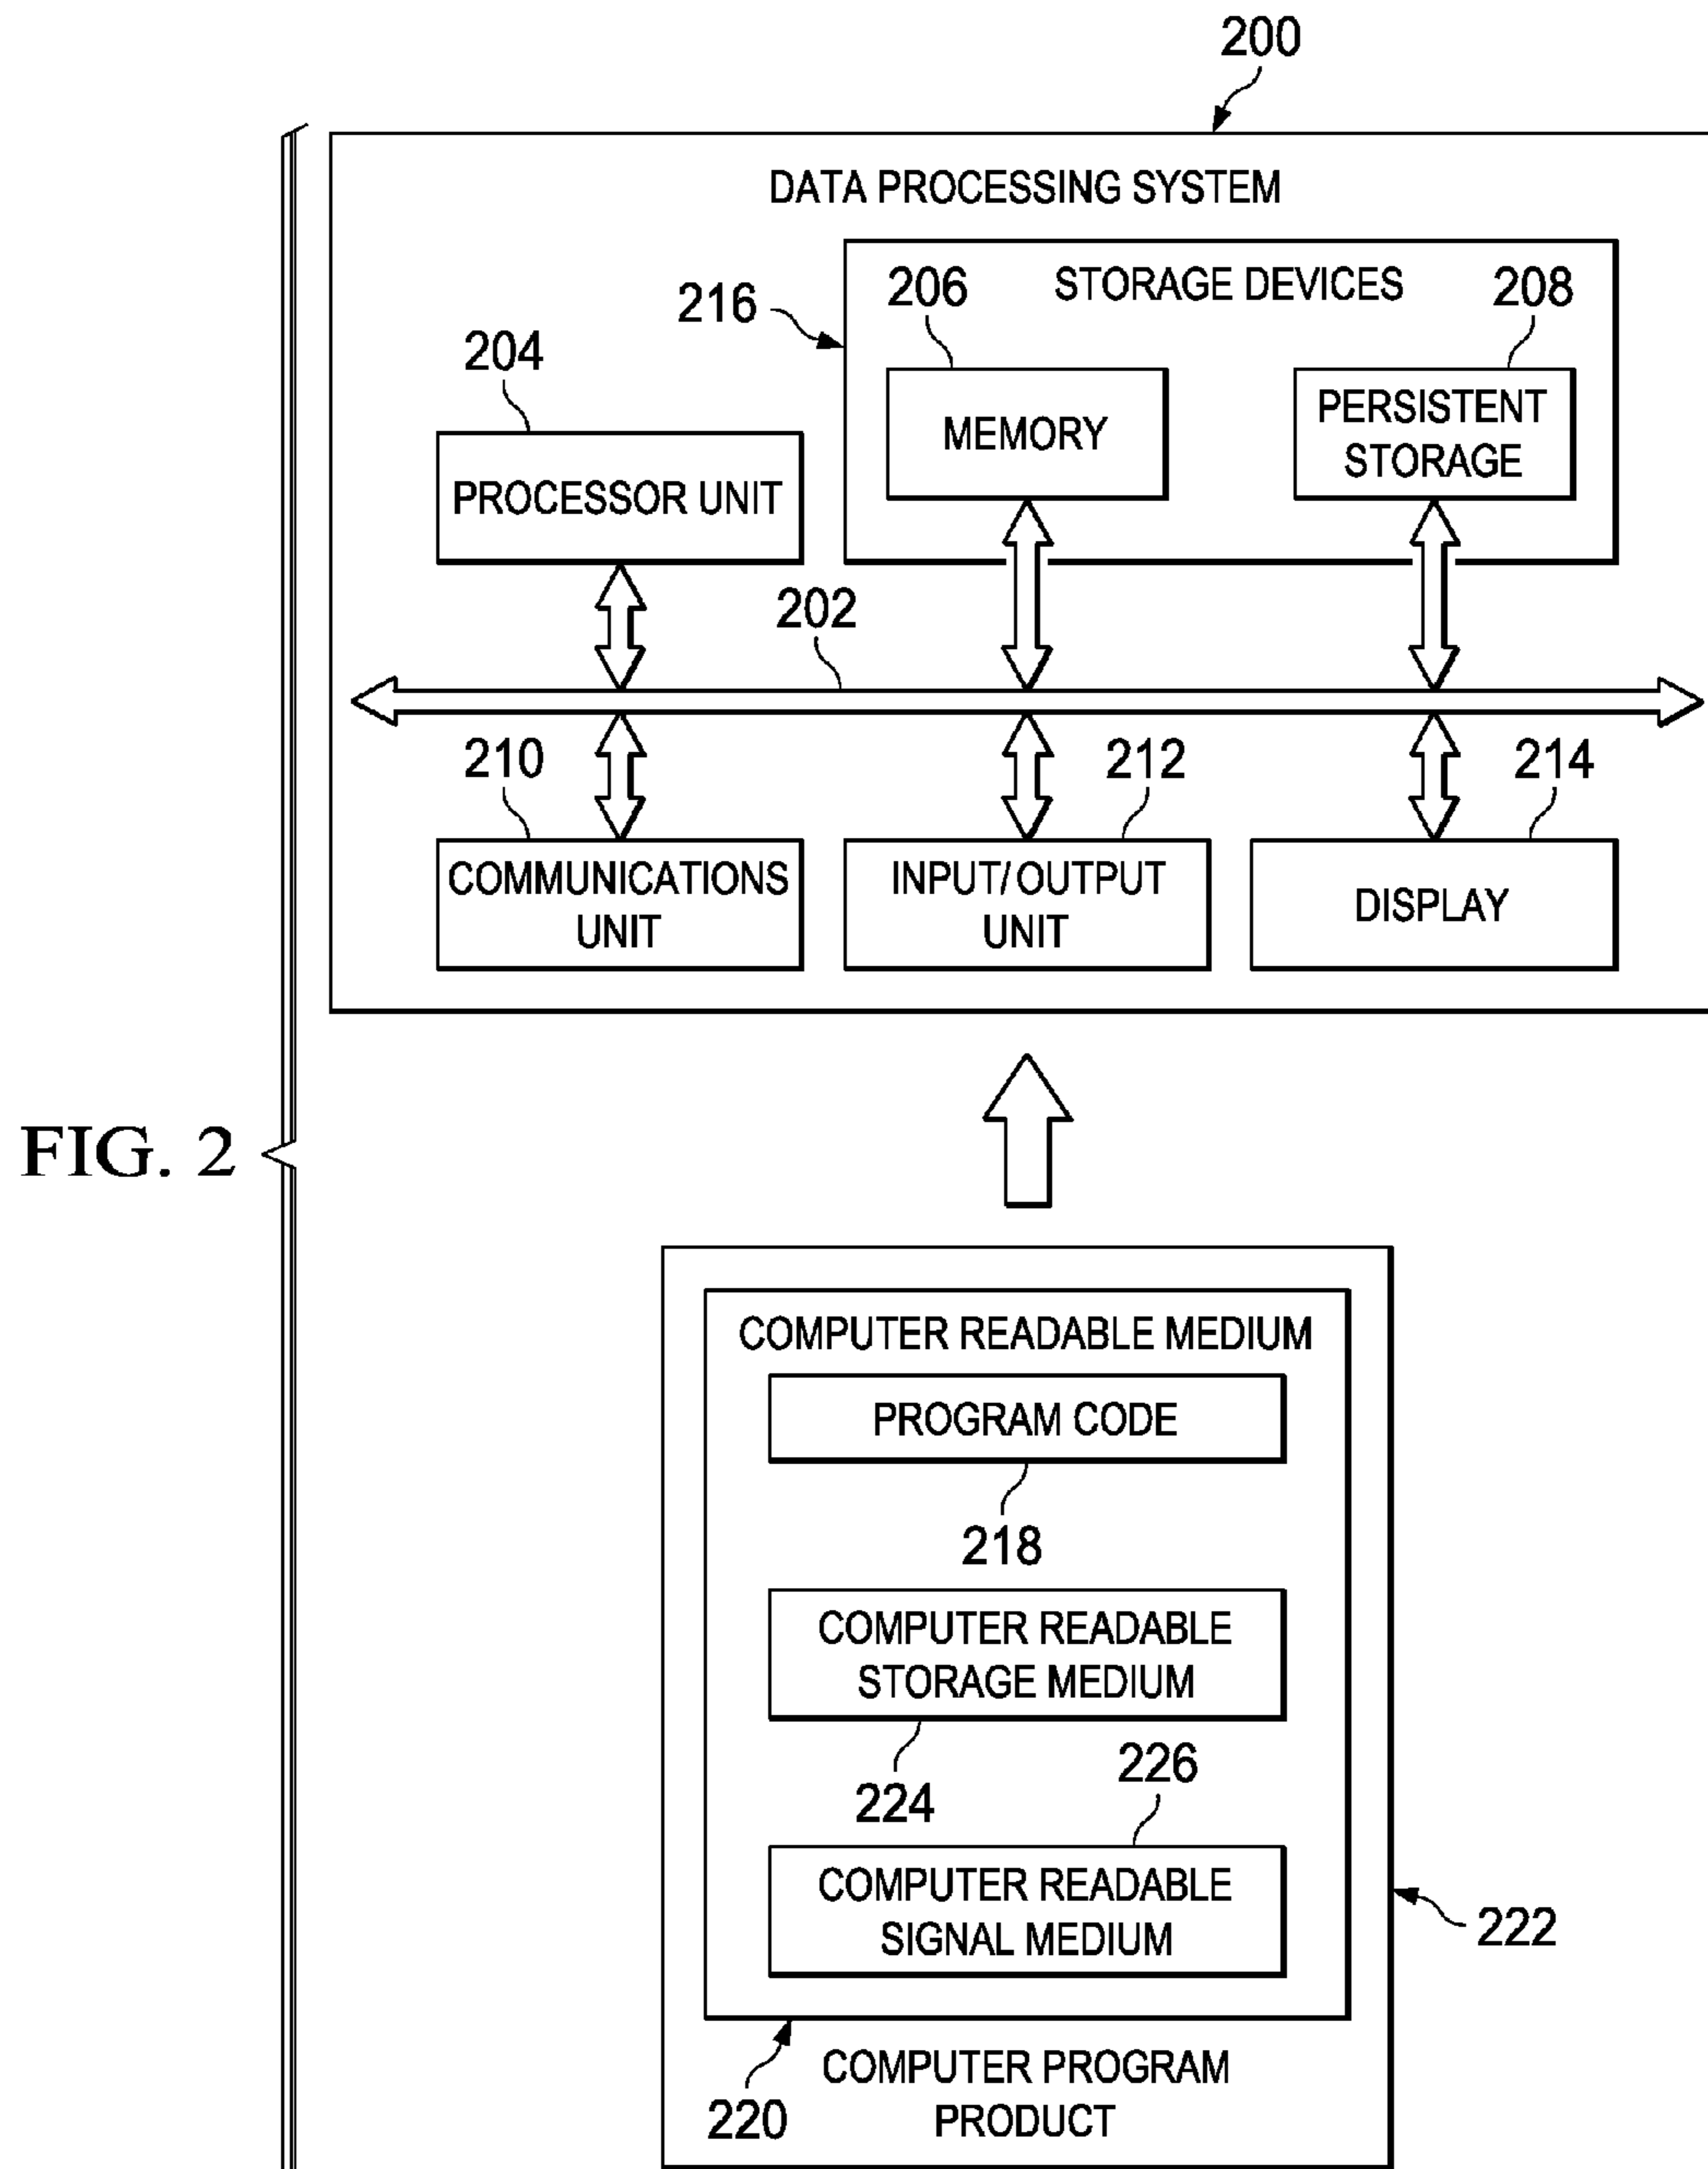 200
DATA PROCESSING SYSTEM
216
206
STORAGE DEVICES
208
204
MEMORY
PERSISTENT
STORAGE
PROCESSOR UNIT
202
210
212
214
COMMUNICATIONS
UNIT
INPUT/OUTPUT
UNIT
DISPLAY
FIG. 2
COMPUTER READABLE MEDIUM
PROGRAM CODE
218
COMPUTER READABLE
STORAGE MEDIUM
224
226
COMPUTER READABLE
SIGNAL MEDIUM
222
220
COMPUTER PROGRAM
PRODUCT